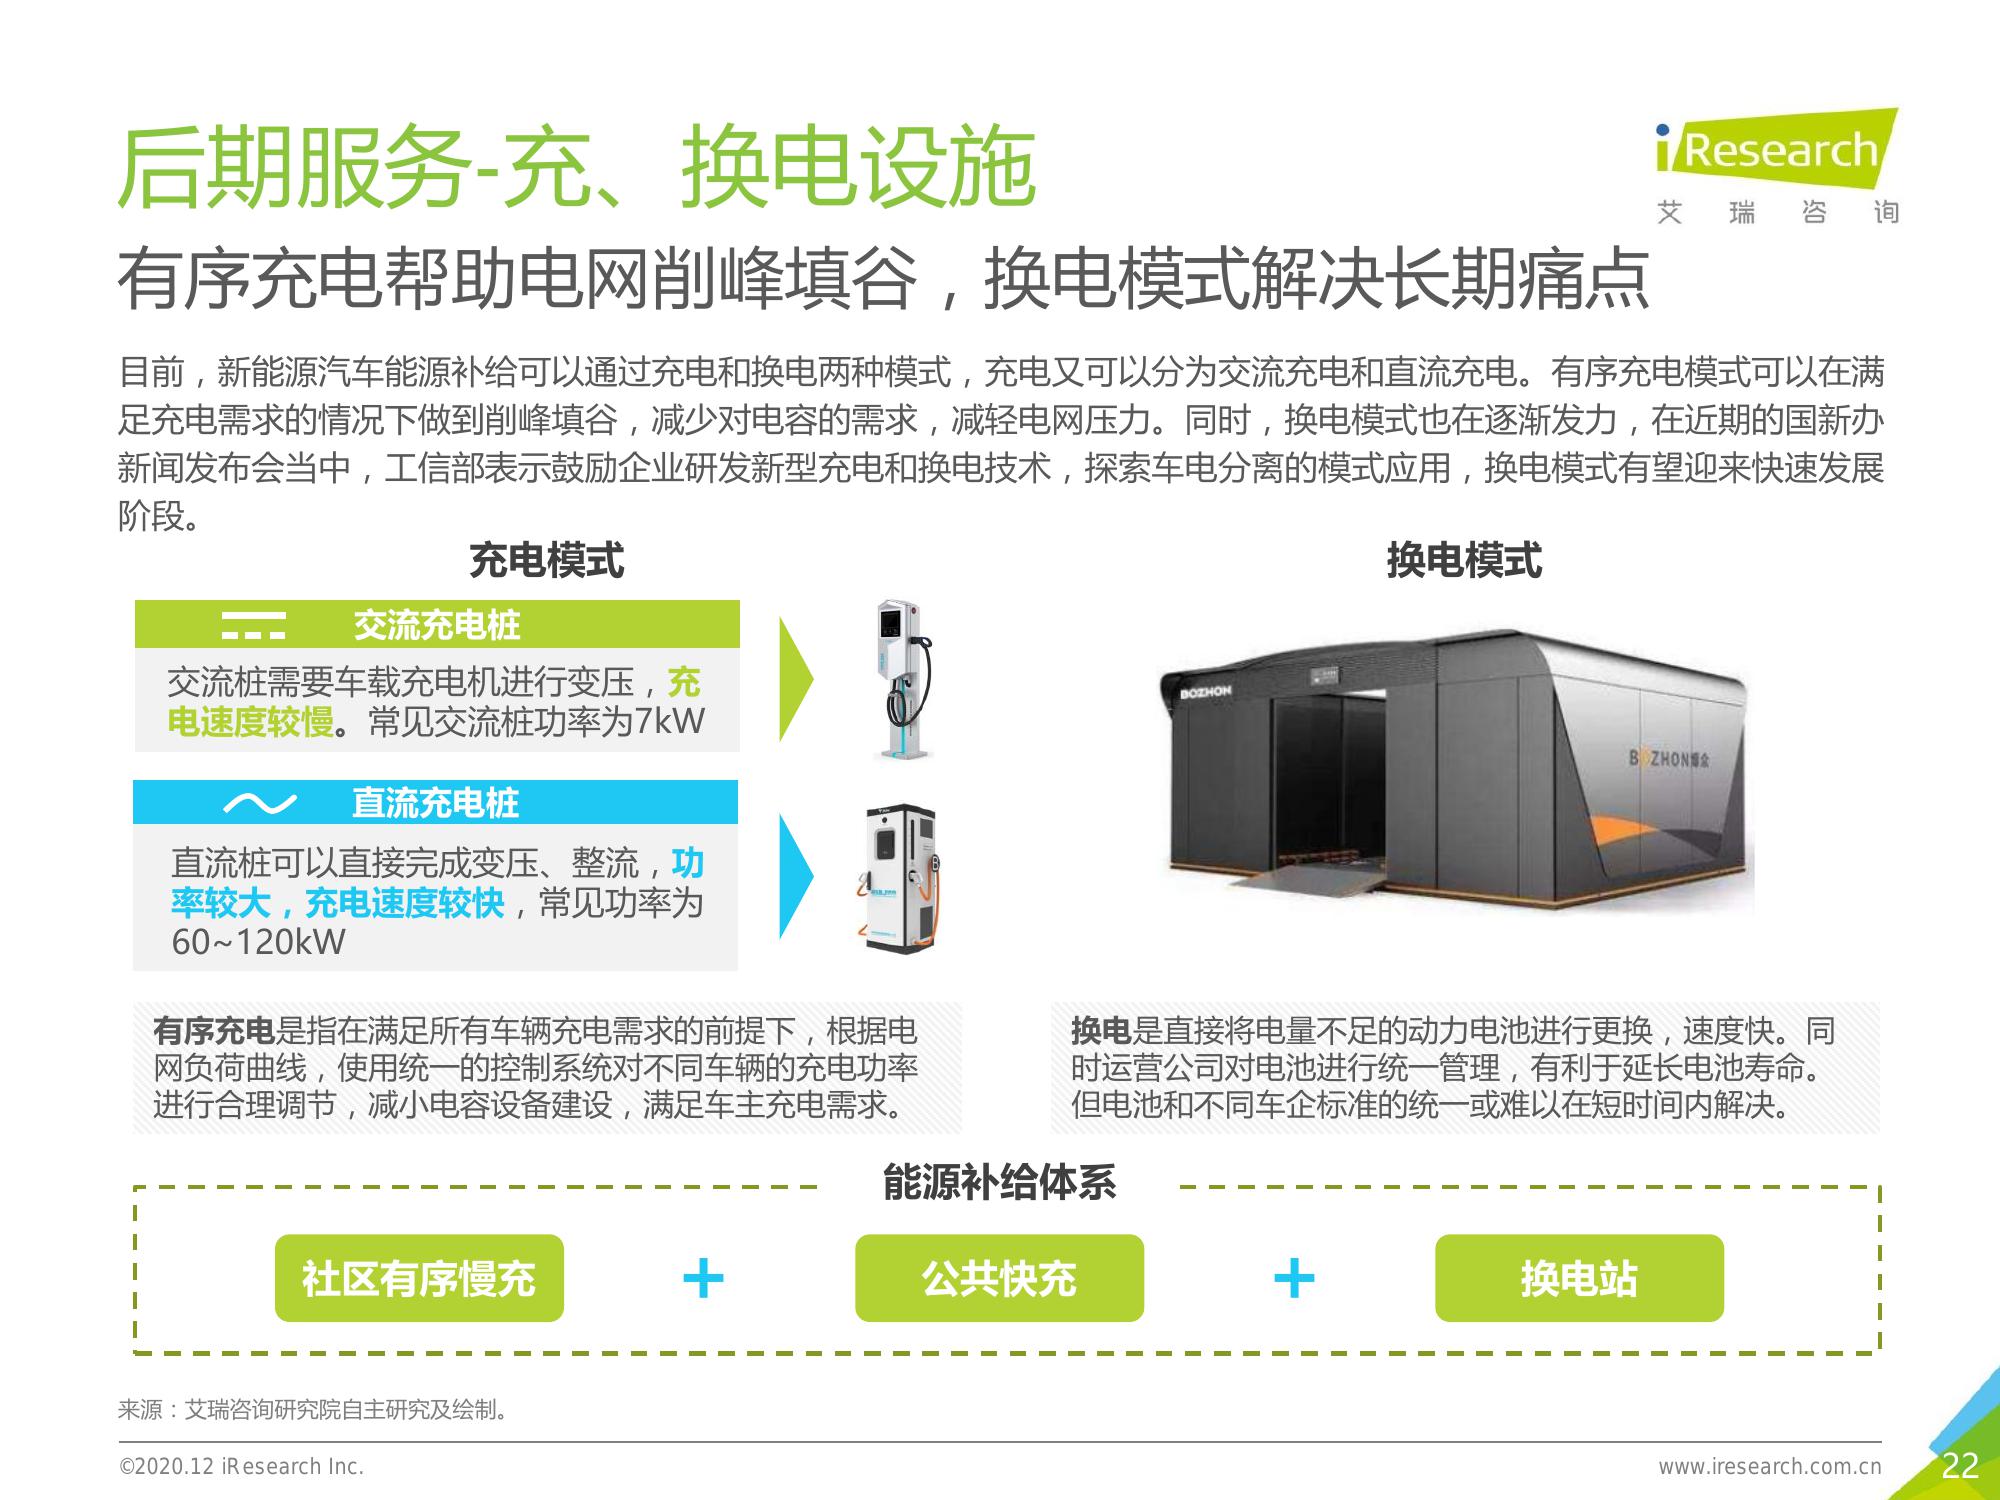 后期服务-充、换电设施
iResearch
艾瑞咨询
有序充电帮助电网削峰填谷，换电模式解决长期痛点
目前，新能源汽车能源补给可以通过充电和换电两种模式，充电又可以分为交流充电和直流充电。有序充电模式可以在满
足充电需求的情况下做到削峰填谷，减少对电容的需求，减轻电网压力。同时，换电模式也在逐渐发力，在近期的国新办
新闻发布会当中，工信部表示鼓励企业研发新型充电和换电技术，探索车电分离的模式应用，换电模式有望迎来快速发展
阶段。
充电模式
交流充电桩
交流桩需要车载充电机进行变压，充
电速度较慢。常见交流桩功率为7kW
直流充电桩
直流桩可以直接完成变压、整流，功
率较大，充电速度较快，常见功率为
60~120kW
有序充电是指在满足所有车辆充电需求的前提下，根据电
网负荷曲线，使用统一的控制系统对不同车辆的充电功率
进行合理调节，减小电容设备建设，满足车主充电需求。
换电模式
BOZHON
BOZHON博众
换电是直接将电量不足的动力电池进行更换，速度快。同
时运营公司对电池进行统一管理，有利于延长电池寿命。
但电池和不同车企标准的统一或难以在短时间内解决。
能源补给体系
社区有序慢充
+
公共快充
+
换电站
来源：艾瑞咨询研究院自主研究及绘制。
©2020.12 iResearch Inc.
www.iresearch.com.cn
22